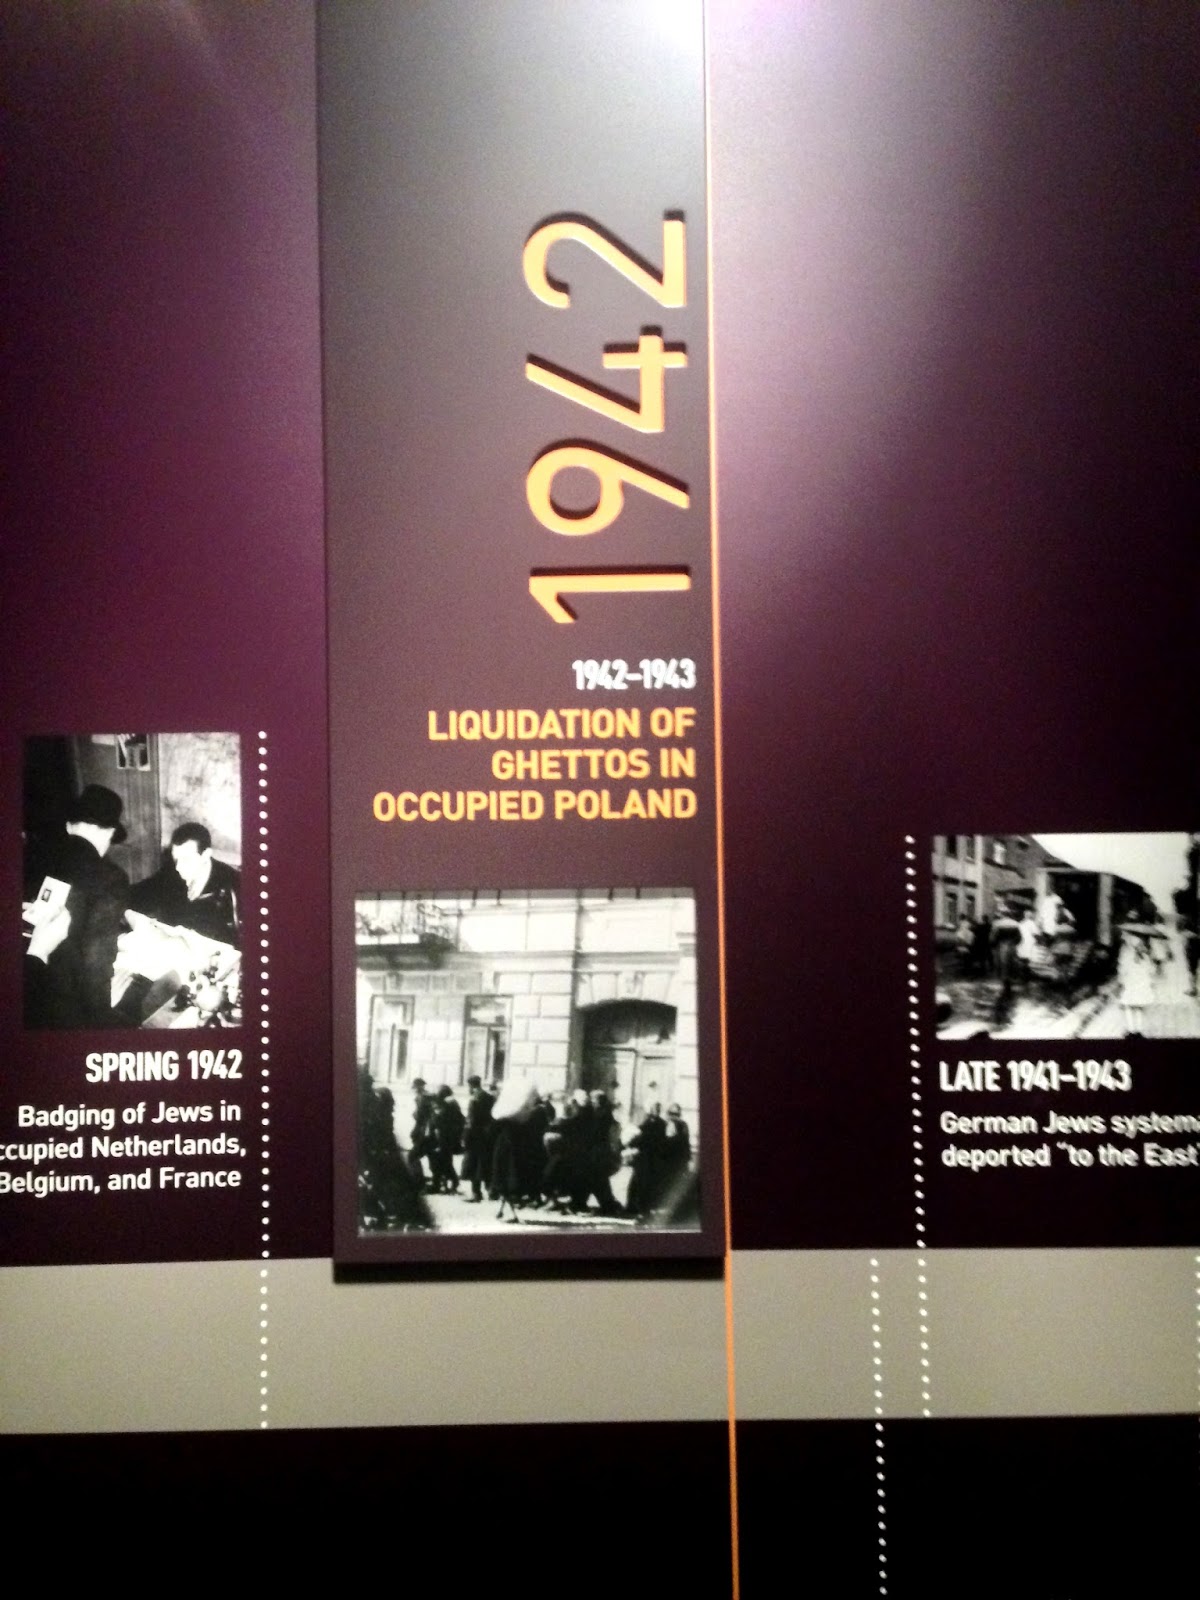 1942
1942–1943
LIQUIDATION OF
GHETTOS IN
OCCUPIED POLAND
SPRING 1942
Badging of Jews in
ccupied Netherlands,
Belgium, and France
LATE 1941–1943
German Jews system
deported "to the East"